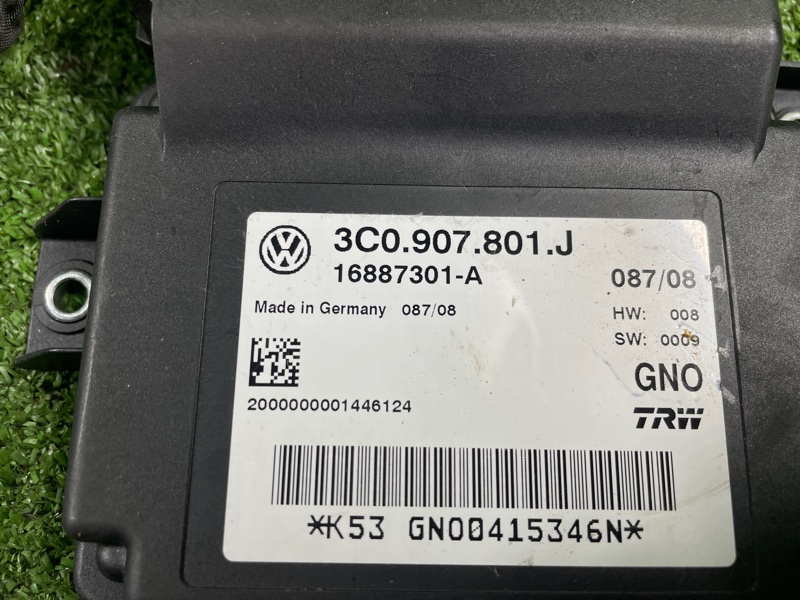 3C0.907.801.J
16887301-A 087/08
Made in Germany 087/08 HW: 008
SW: 0009
GNO
2000000001446124 TRW
*K53 GNO0415346N*